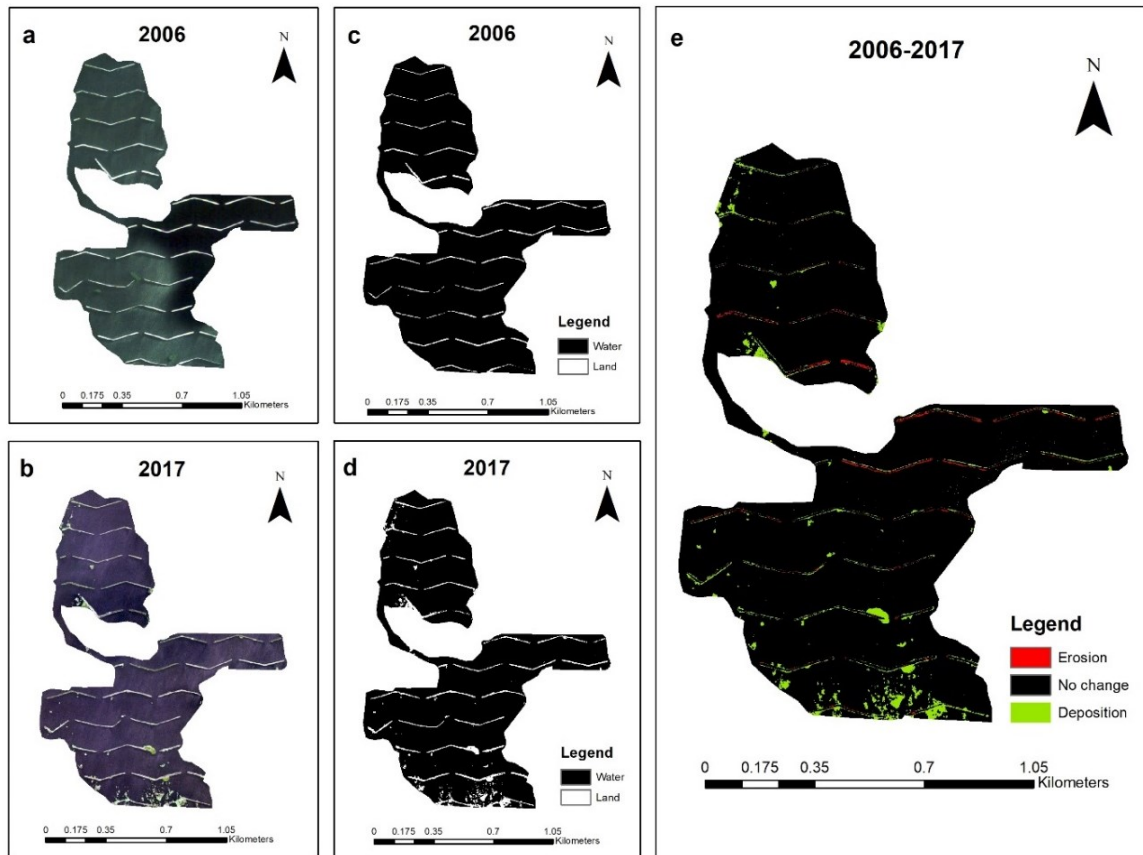 a
2006
N
0 0.175 0.35 0.7 1.05
Kilometers
c
2006
N
Legend
Water
Land
0 0.175 0.35 0.7 1.05
Kilometers
b
2017
N
0 0.175 0.35 0.7 1.05
Kilometers
d
2017
N
Legend
Water
Land
0 0.175 0.35 0.7 1.05
Kilometers
e
2006-2017
N
Legend
Erosion
No change
Deposition
0 0.175 0.35 0.7 1.05
Kilometers